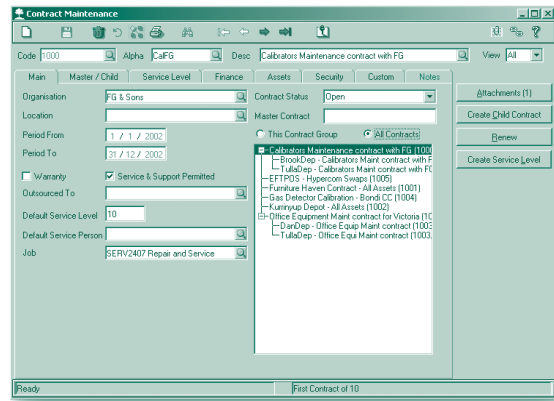 Contract Maintenance
Code 1000 Alpha CalFG Desc Calibrators Maintenance contract with FG View All
Main Master / Child Service Level Finance Assets Security Custom Notes
Organisation FG & Sons Contract Status Open
Location Master Contract
Period From 1 / 1 / 2002 This Contract Group All Contracts
Period To 31 / 12 / 2002
Warranty Service & Support Permitted
Outsourced To
Default Service Level 10
Default Service Person
Job SERV2407 Repair and Service
Calibrators Maintenance contract with FG (100
BrookDep - Calibrators Maint contract with F
TullaDep - Calibrators Maint contract with FG
EFTPOS - Hypercom Swaps (1005)
Furniture Haven Contract - All Assets (1001)
Gas Detector Calibration - Bondi CC (1004)
Kurrinyup Depot - All Assets (1002)
Office Equipment Maint contract for Victoria (10
DanDep - Office Equip Maint contract (1003
TullaDep - Office Equi Maint contract (1003.
Attachments (1)
Create Child Contract
Renew
Create Service Level
Ready First Contract of 10